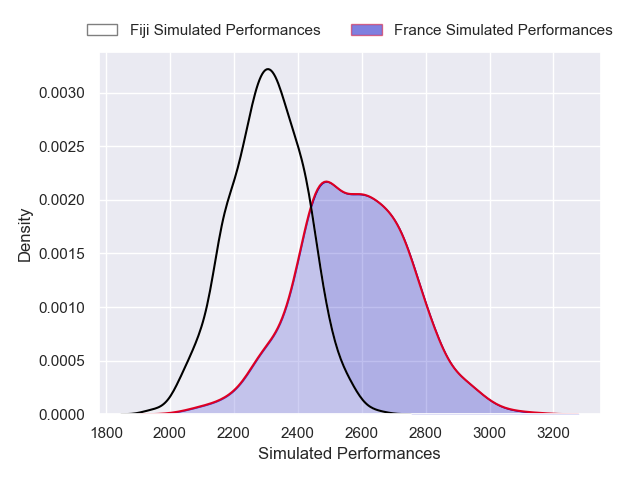 Fiji Simulated Performances France Simulated Performances
0.0030
0.0025
0.0020
0.0015
0.0010
0.0005
0.0000
Density
1800 2000 2200 2400 2600 2800 3000 3200
Simulated Performances